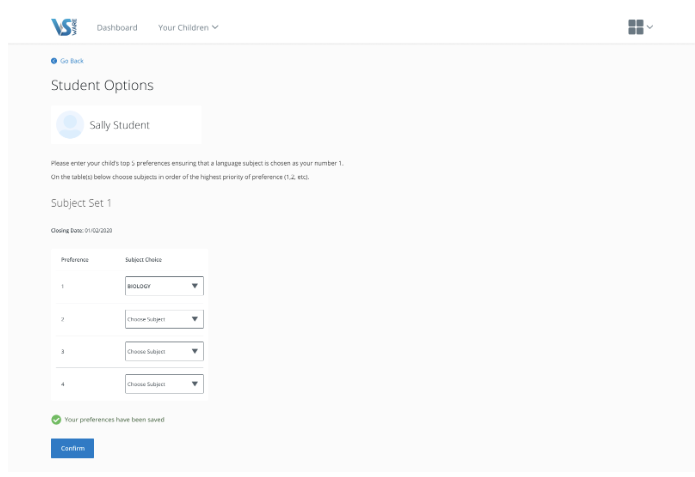 VS WARE Dashboard Your Children
Go Back
Student Options
Sally Student
Please enter your child's top 5 preferences ensuring that a language subject is chosen as your number 1.
On the table(s) below choose subjects in order of the highest priority of preference (1,2, etc).
Subject Set 1
Closing Date: 01/02/2020
Preference Subject Choice
1 BIOLOGY
2 Choose Subject
3 Choose Subject
4 Choose Subject
Your preferences have been saved
Confirm